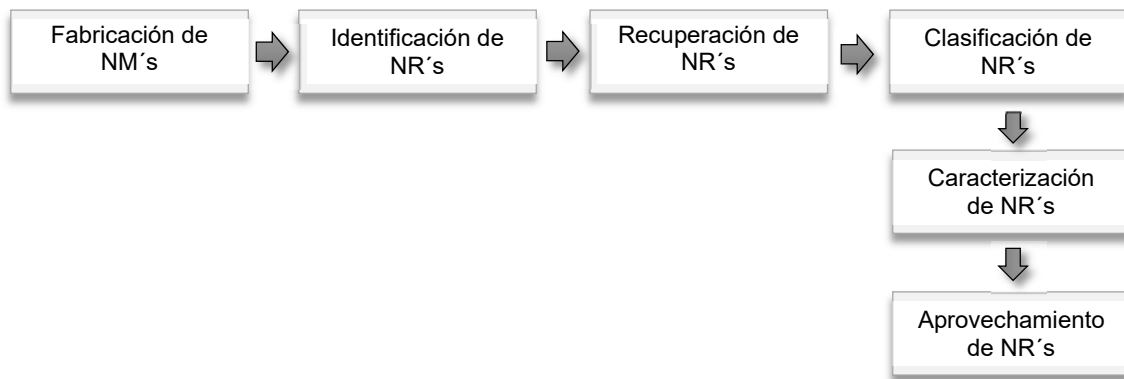 Fabricación de
NM´s
Identificación de
NR´s
Recuperación de
NR´s
Clasificación de
NR´s
Caracterización
de NR´s
Aprovechamiento
de NR´s